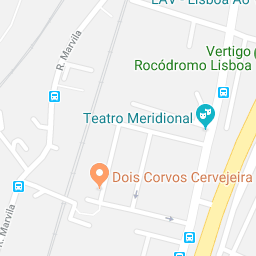 LAV - Lisboa Ao
Vertigo
Rocódromo Lisboa
R. Marvila
Teatro Meridional
Dois Corvos Cervejeira
R. Marvila